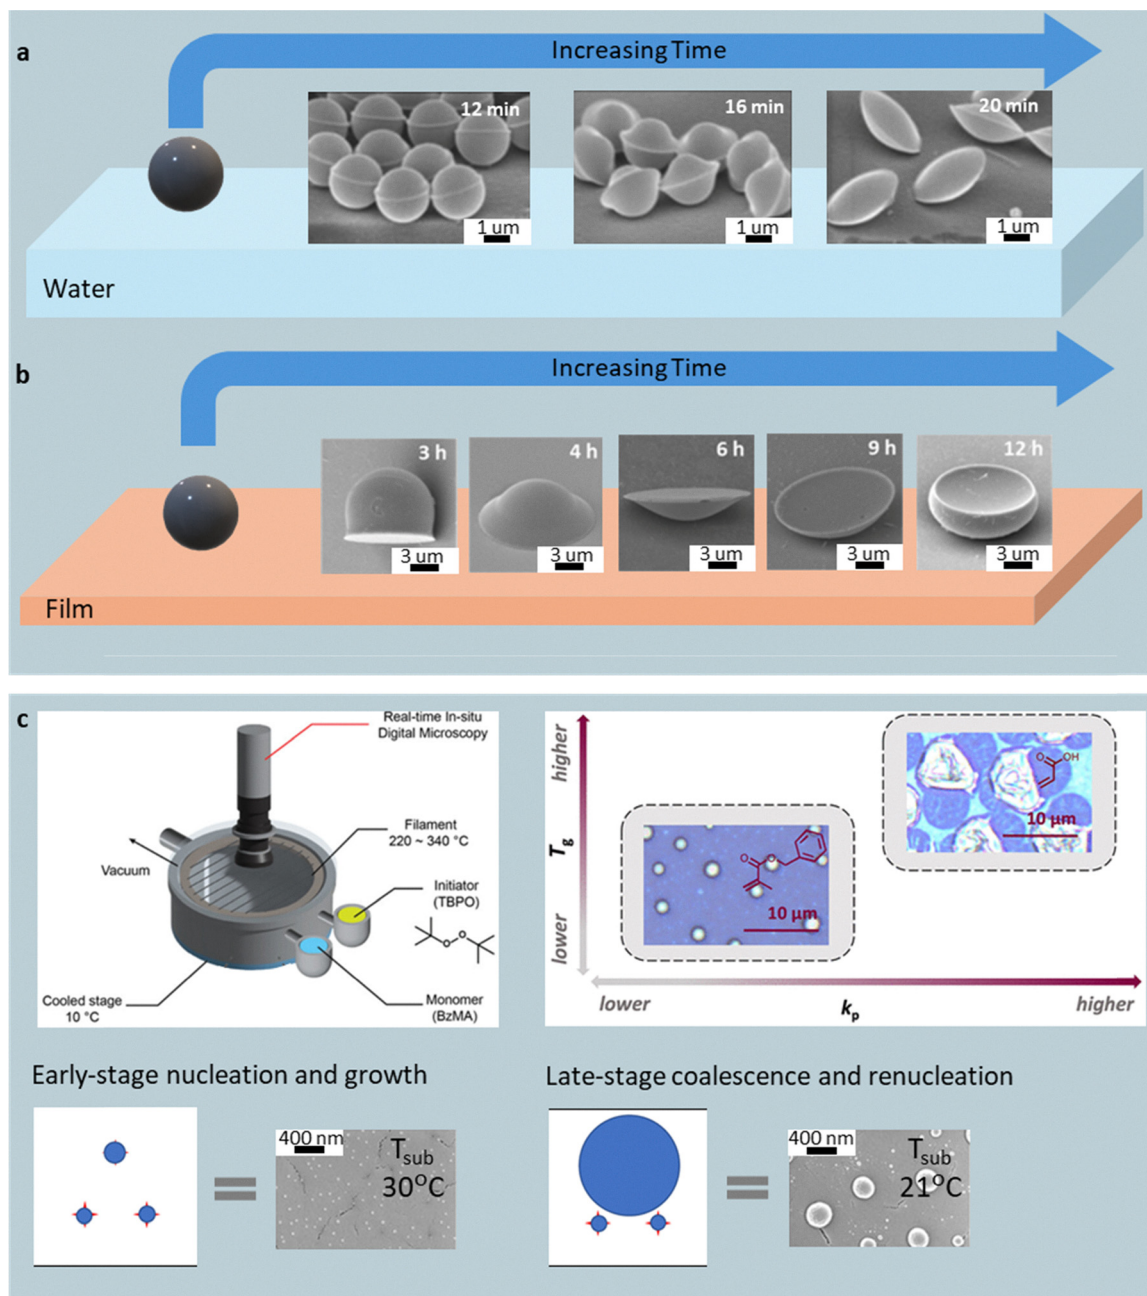 a
Increasing Time
12 min
16 min
20 min
1 um
1 um
1 um
Water
b
Increasing Time
3 h
4 h
6 h
9 h
12 h
3 um
3 um
3 um
3 um
3 um
Film
c
Real-time In-situ
Digital Microscopy
Filament
220 ~ 340 °C
Vacuum
Initiator
(TBPO)
O
O
Cooled stage
10 °C
Monomer
(BzMA)
higher
Tg
lower
O
O
10 µm
O
OH
10 µm
lower
kp
higher
Early-stage nucleation and growth
400 nm
Tsub
30°C
=
Late-stage coalescence and renucleation
400 nm
Tsub
21°C
=